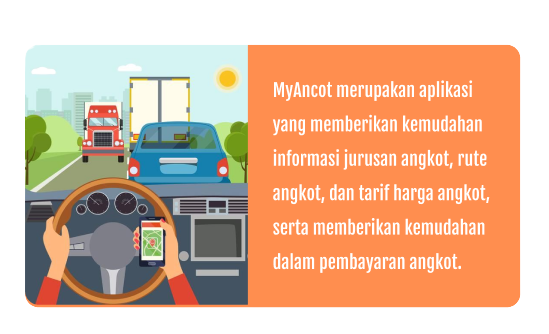 MyAncot merupakan aplikasi
yang memberikan kemudahan
informasi jurusan angkot, rute
angkot, dan tarif harga angkot,
serta memberikan kemudahan
dalam pembayaran angkot.